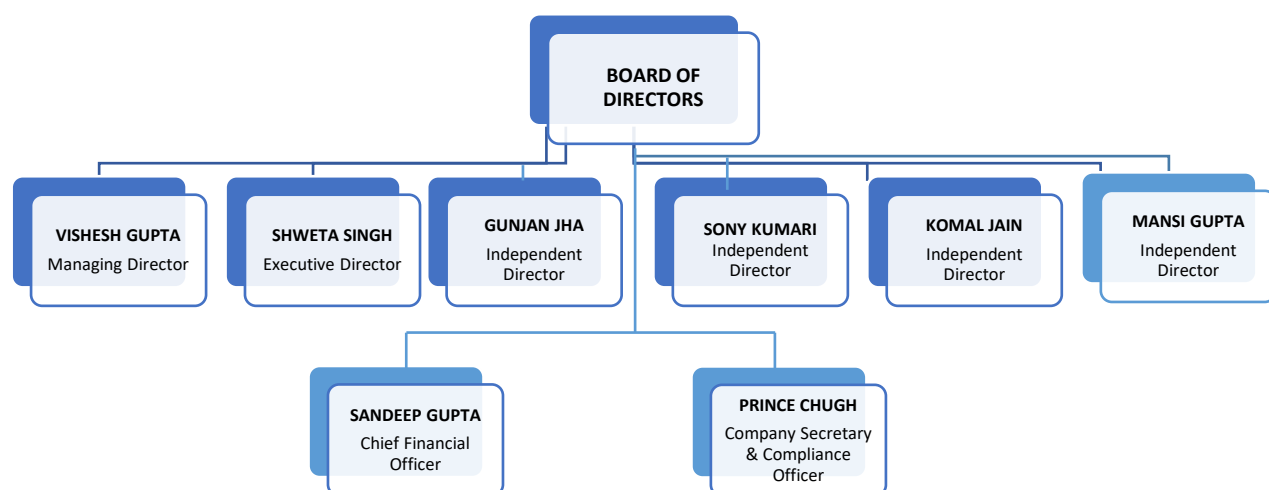 BOARD OF
DIRECTORS
VISHESH GUPTA
Managing Director
SHWETA SINGH
Executive Director
GUNJAN JHA
Independent
Director
SONY KUMARI
Independent
Director
KOMAL JAIN
Independent
Director
MANSI GUPTA
Independent
Director
SANDEEP GUPTA
Chief Financial
Officer
PRINCE CHUGH
Company Secretary
& Compliance
Officer